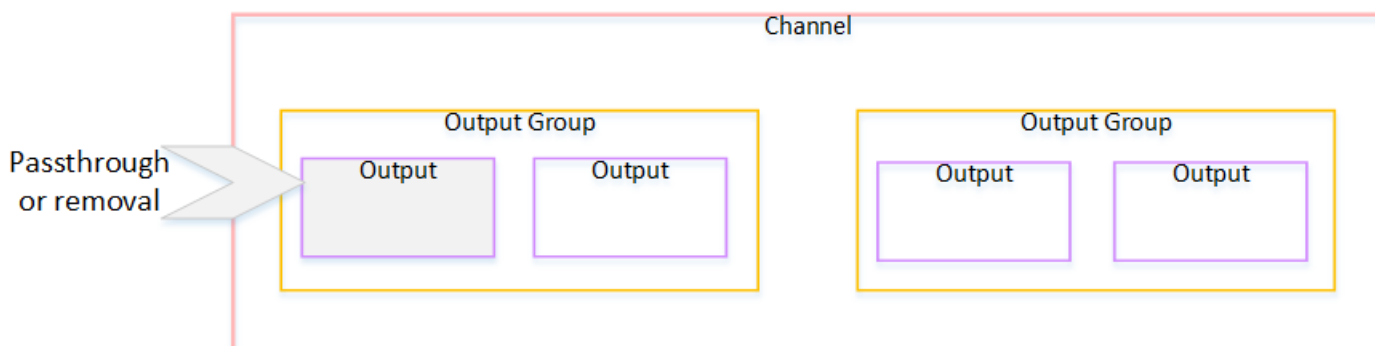 Channel
Output Group
Output Group
Passthrough
or removal
Output
Output
Output
Output